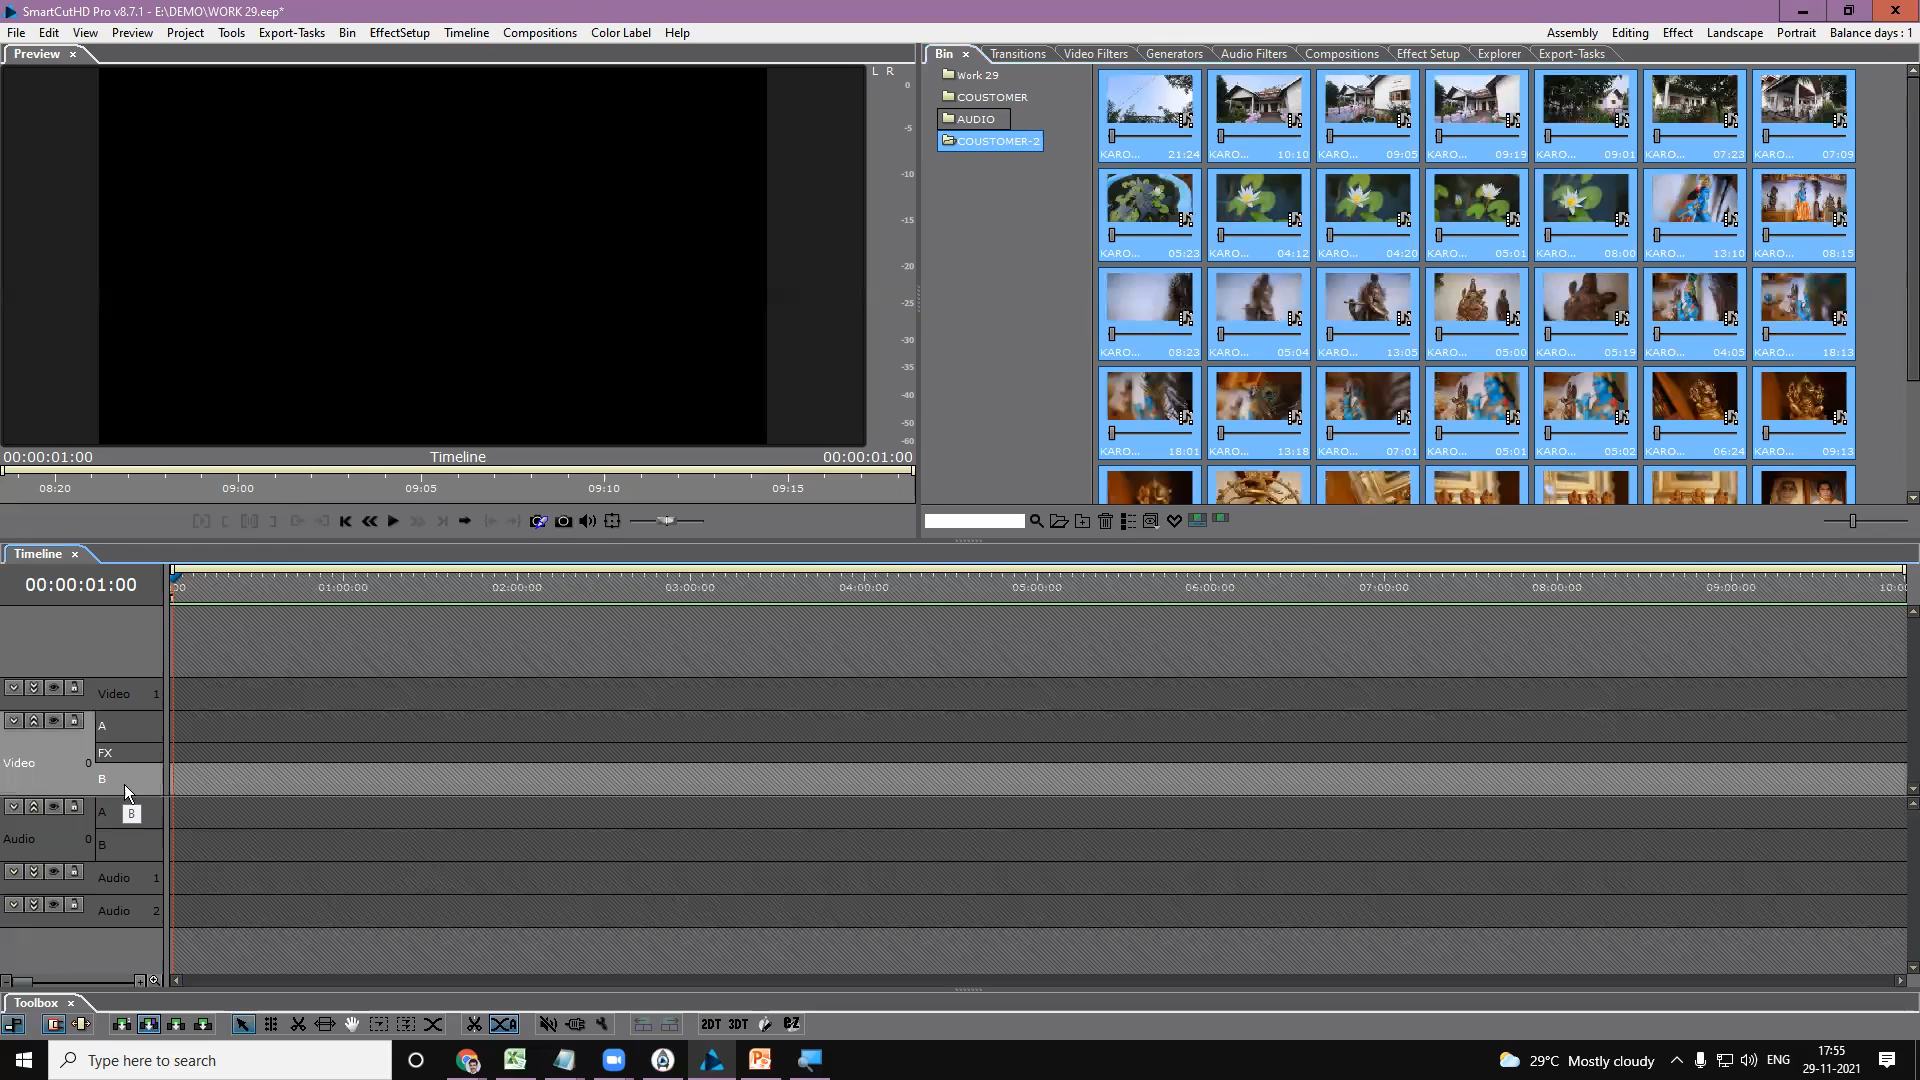 SmartCutHD Pro v8.7.1 - E:\DEMO\WORK 29.eep*
File Edit View Preview Project Tools Export-Tasks Bin EffectSetup Timeline Compositions Color Label Help
Assembly Editing Effect Landscape Portrait Balance days : 1
Preview ×
Bin × Transitions Video Filters Generators Audio Filters Compositions Effect Setup Explorer Export-Tasks
L R
0
-5
-10
-15
-20
-25
-30
-35
-40
-50
-60
Work 29
COUSTOMER
AUDIO
COUSTOMER-2
KARO... 21:24 KARO... 10:10 KARO... 09:05 KARO... 09:19 KARO... 09:01 KARO... 07:23 KARO... 07:09
KARO... 05:23 KARO... 04:12 KARO... 04:20 KARO... 05:01 KARO... 08:00 KARO... 13:10 KARO... 08:15
KARO... 08:23 KARO... 05:04 KARO... 13:05 KARO... 05:00 KARO... 05:19 KARO... 04:05 KARO... 18:13
KARO... 18:01 KARO... 13:18 KARO... 07:01 KARO... 05:01 KARO... 05:02 KARO... 06:24 KARO... 09:13
00:00:01:00 Timeline 00:00:01:00
08:20 09:00 09:05 09:10 09:15
Timeline ×
00:00:01:00
:00 01:00:00 02:00:00 03:00:00 04:00:00 05:00:00 06:00:00 07:00:00 08:00:00 09:00:00 10:0
Video 1
A
FX
Video 0
B
B
A
Audio 0
B
Audio 1
Audio 2
Toolbox ×
2DT 3DT eZ
Type here to search
29°C Mostly cloudy
ENG
17:55
29-11-2021